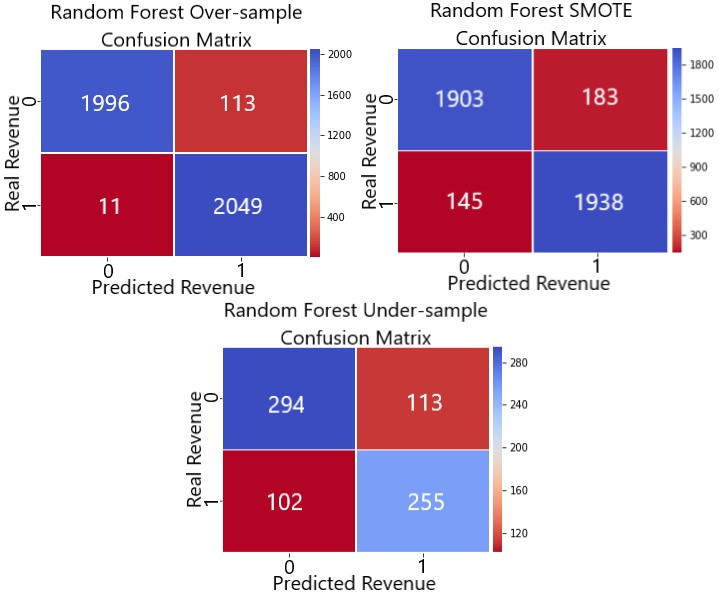 Random Forest Over-sample
Confusion Matrix
1996 113
11 2049
0 1
0 1
Real Revenue
Predicted Revenue
2000
1600
1200
800
400
Random Forest SMOTE
Confusion Matrix
1903 183
145 1938
0 1
0 1
Real Revenue
Predicted Revenue
1800
1500
1200
900
600
300
Random Forest Under-sample
Confusion Matrix
294 113
102 255
0 1
0 1
Real Revenue
Predicted Revenue
280
240
200
160
120